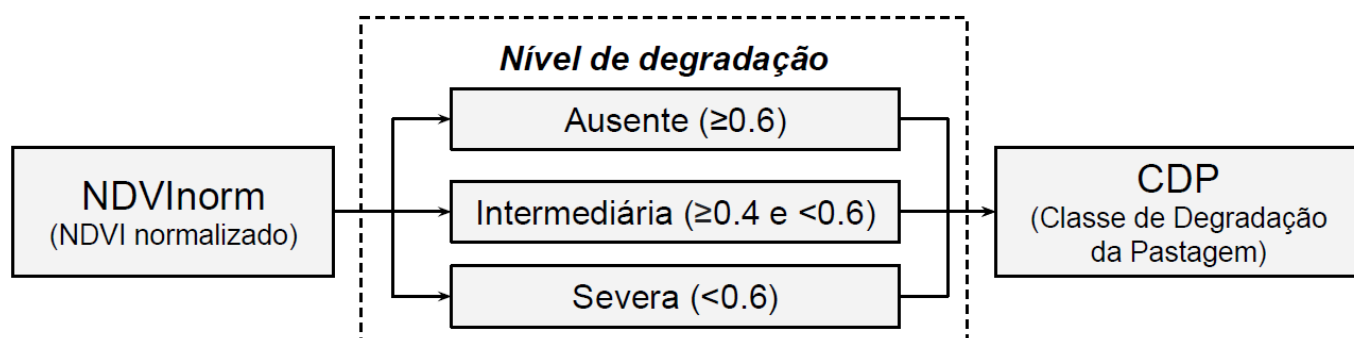 Nível de degradação
Ausente (≥0.6)
NDVInorm
(NDVI normalizado)
Intermediária (≥0.4 e <0.6)
Severa (<0.6)
CDP
(Classe de Degradação
da Pastagem)